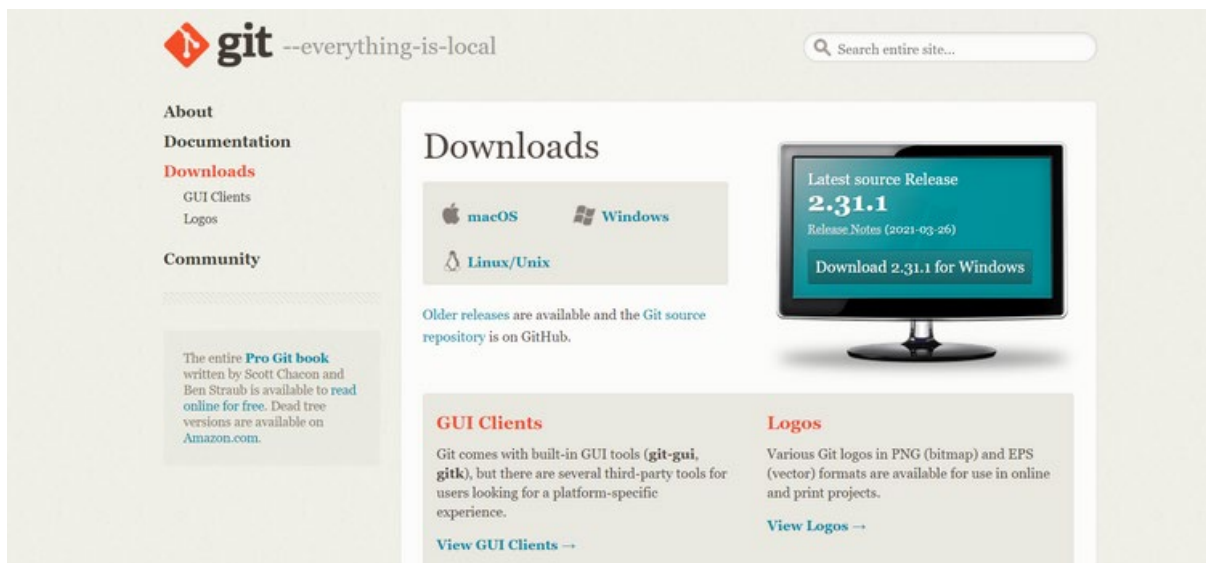 git --everything-is-local
Search entire site...
About
Documentation
Downloads
GUI Clients
Logos
Community
The entire Pro Git book
written by Scott Chacon and
Ben Straub is available to read
online for free. Dead tree
versions are available on
Amazon.com.
Downloads
macOS
Windows
Linux/Unix
Older releases are available and the Git source
repository is on GitHub.
Latest source Release
2.31.1
Release Notes (2021-03-26)
Download 2.31.1 for Windows
GUI Clients
Git comes with built-in GUI tools (git-gui,
gitk), but there are several third-party tools for
users looking for a platform-specific
experience.
View GUI Clients →
Logos
Various Git logos in PNG (bitmap) and EPS
(vector) formats are available for use in online
and print projects.
View Logos →